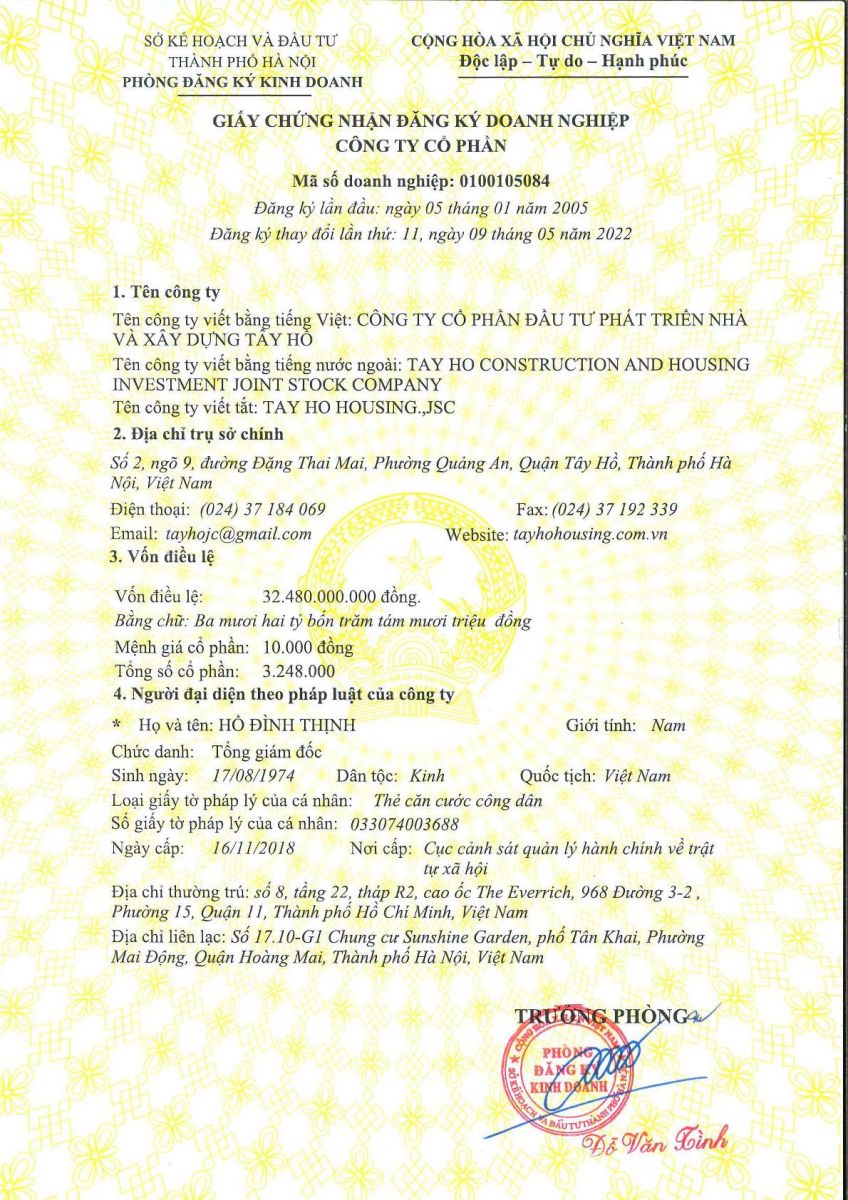 SỞ KẾ HOẠCH VÀ ĐẦU TƯ
THÀNH PHỐ HÀ NỘI
PHÒNG ĐĂNG KÝ KINH DOANH
CỘNG HÒA XÃ HỘI CHỦ NGHĨA VIỆT NAM
Độc lập – Tự do – Hạnh phúc
GIẤY CHỨNG NHẬN ĐĂNG KÝ DOANH NGHIỆP
CÔNG TY CỔ PHẦN
Mã số doanh nghiệp: 0100105084
Đăng ký lần đầu: ngày 05 tháng 01 năm 2005
Đăng ký thay đổi lần thứ: 11, ngày 09 tháng 05 năm 2022
1. Tên công ty
Tên công ty viết bằng tiếng Việt: CÔNG TY CỔ PHẦN ĐẦU TƯ PHÁT TRIỂN NHÀ
VÀ XÂY DỰNG TÂY HỒ
Tên công ty viết bằng tiếng nước ngoài: TAY HO CONSTRUCTION AND HOUSING
INVESTMENT JOINT STOCK COMPANY
Tên công ty viết tắt: TAY HO HOUSING.,JSC
2. Địa chỉ trụ sở chính
Số 2, ngõ 9, đường Đặng Thai Mai, Phường Quảng An, Quận Tây Hồ, Thành phố Hà
Nội, Việt Nam
Điện thoại: (024) 37 184 069 Fax: (024) 37 192 339
Email: tayhojc@gmail.com Website: tayhohousing.com.vn
3. Vốn điều lệ
Vốn điều lệ: 32.480.000.000 đồng.
Bằng chữ: Ba mươi hai tỷ bốn trăm tám mươi triệu đồng
Mệnh giá cổ phần: 10.000 đồng
Tổng số cổ phần: 3.248.000
4. Người đại diện theo pháp luật của công ty
* Họ và tên: HỒ ĐÌNH THỊNH Giới tính: Nam
Chức danh: Tổng giám đốc
Sinh ngày: 17/08/1974 Dân tộc: Kinh Quốc tịch: Việt Nam
Loại giấy tờ pháp lý của cá nhân: Thẻ căn cước công dân
Số giấy tờ pháp lý của cá nhân: 033074003688
Ngày cấp: 16/11/2018 Nơi cấp: Cục cảnh sát quản lý hành chính về trật
tự xã hội
Địa chỉ thường trú: số 8, tầng 22, tháp R2, cao ốc The Everrich, 968 Đường 3-2 ,
Phường 15, Quận 11, Thành phố Hồ Chí Minh, Việt Nam
Địa chỉ liên lạc: Số 17.10-G1 Chung cư Sunshine Garden, phố Tân Khai, Phường
Mai Động, Quận Hoàng Mai, Thành phố Hà Nội, Việt Nam
TRƯỞNG PHÒNG
PHÒNG
ĐĂNG KÝ
KINH DOANH
SỞ KẾ HOẠCH VÀ ĐẦU TƯ THÀNH PHỐ HÀ NỘI
Đỗ Văn Tình